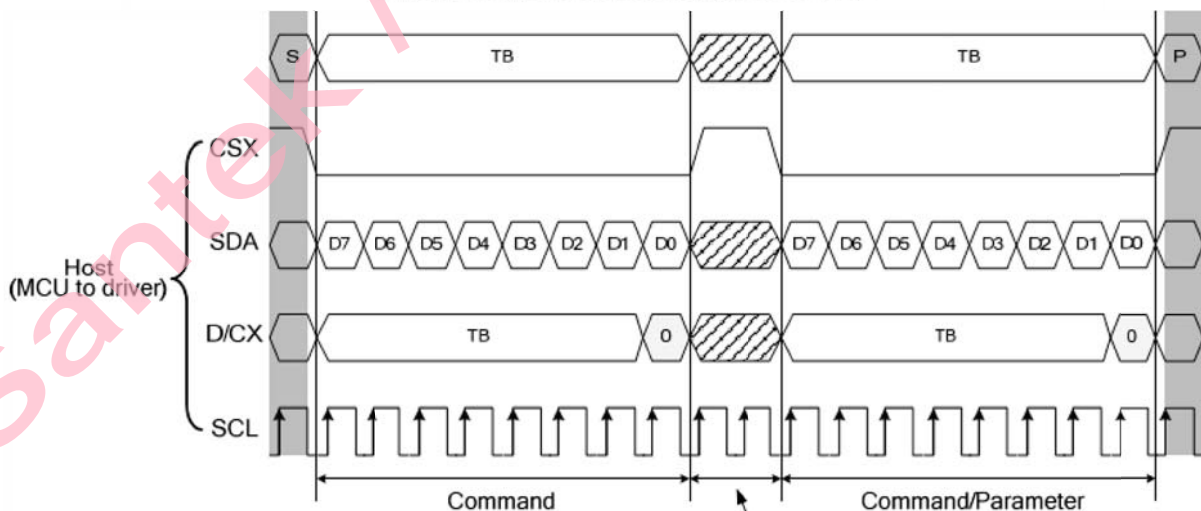 S TB TB P
CSX
SDA D7 D6 D5 D4 D3 D2 D1 D0 D7 D6 D5 D4 D3 D2 D1 D0
Host
(MCU to driver)
D/CX TB 0 TB 0
SCL
Command Command/Parameter
Santek